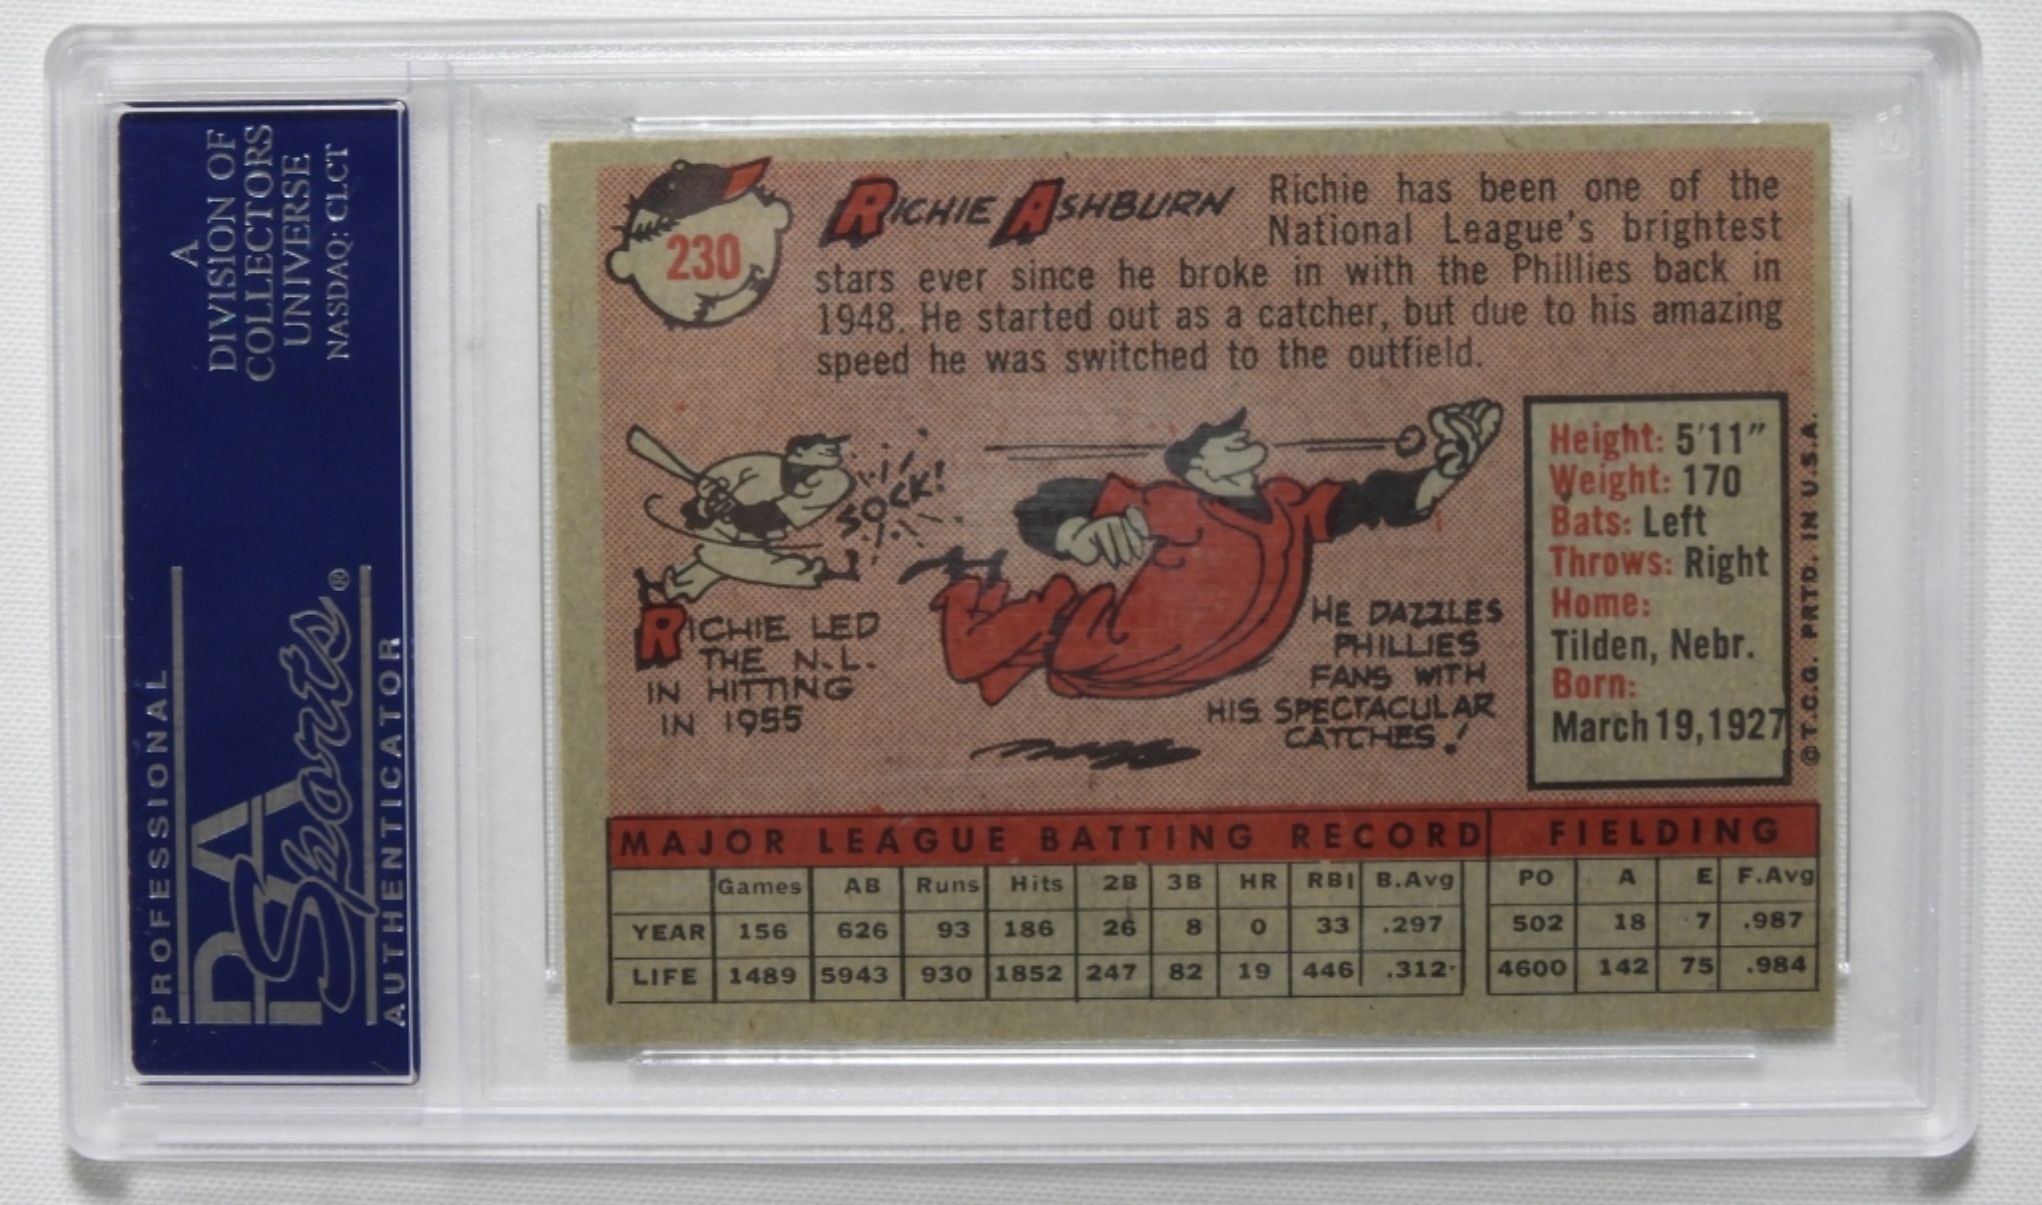 A
DIVISION OF
COLLECTORS
UNIVERSE
NASDAQ: CLCT
PROFESSIONAL
PSA
Sports®
AUTHENTICATOR
230
RICHIE ASHBURN
Richie has been one of the
National League's brightest
stars ever since he broke in with the Phillies back in
1948. He started out as a catcher, but due to his amazing
speed he was switched to the outfield.
SOCK!
RICHIE LED
THE N.L.
IN HITTING
IN 1955
HE DAZZLES
PHILLIES
FANS WITH
HIS SPECTACULAR
CATCHES!
Height: 5'11"
Weight: 170
Bats: Left
Throws: Right
Home:
Tilden, Nebr.
Born:
March 19, 1927
©T.C.G. PRTD. IN U.S.A.
MAJOR LEAGUE BATTING RECORD FIELDING
Games AB Runs Hits 2B 3B HR RBI B.Avg PO A E F.Avg
YEAR 156 626 93 186 26 8 0 33 .297 502 18 7 .987
LIFE 1489 5943 930 1852 247 82 19 446 .312 4600 142 75 .984